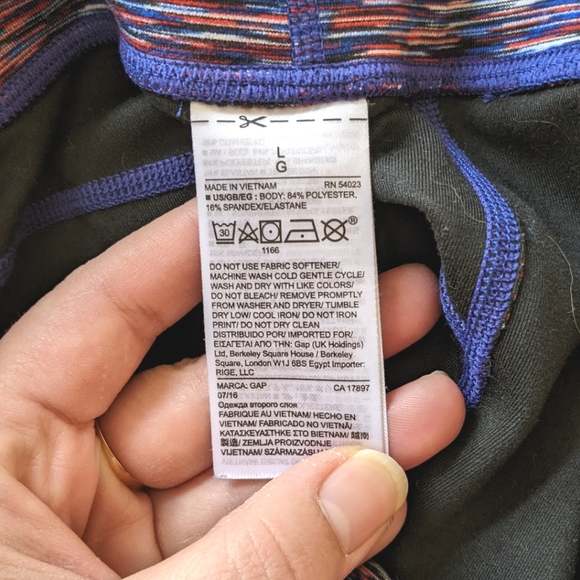 L
G
MADE IN VIETNAM RN 54023
■ US/GB/EG : BODY: 84% POLYESTER,
16% SPANDEX/ELASTANE
30 ®
1166
DO NOT USE FABRIC SOFTENER/
MACHINE WASH COLD GENTLE CYCLE/
WASH AND DRY WITH LIKE COLORS/
DO NOT BLEACH/ REMOVE PROMPTLY
FROM WASHER AND DRYER/ TUMBLE
DRY LOW/ COOL IRON/ DO NOT IRON
PRINT/ DO NOT DRY CLEAN
DISTRIBUIDO POR/ IMPORTED FOR/
ΕΙΣΑΓΕΤΑΙ ΑΠΟ ΤΗΝ: Gap (UK Holdings)
Ltd, Berkeley Square House / Berkeley
Square, London W1J 6BS Egypt Importer:
RIGE, LLC
MARCA: GAP CA 17897
07/16
Одежда второго слоя
FABRIQUE AU VIETNAM/ HECHO EN
VIETNAM/ FABRICADO NO VIETNÃ/
ΚΑΤΑΣΚΕΥΑΣΤΗΚΕ ΣΤΟ ΒΙΕΤΝΑΜ/ 越南
製造/ ZEMLJA PROIZVODNJE
VIJETNAM/ SZÁRMAZÁSU